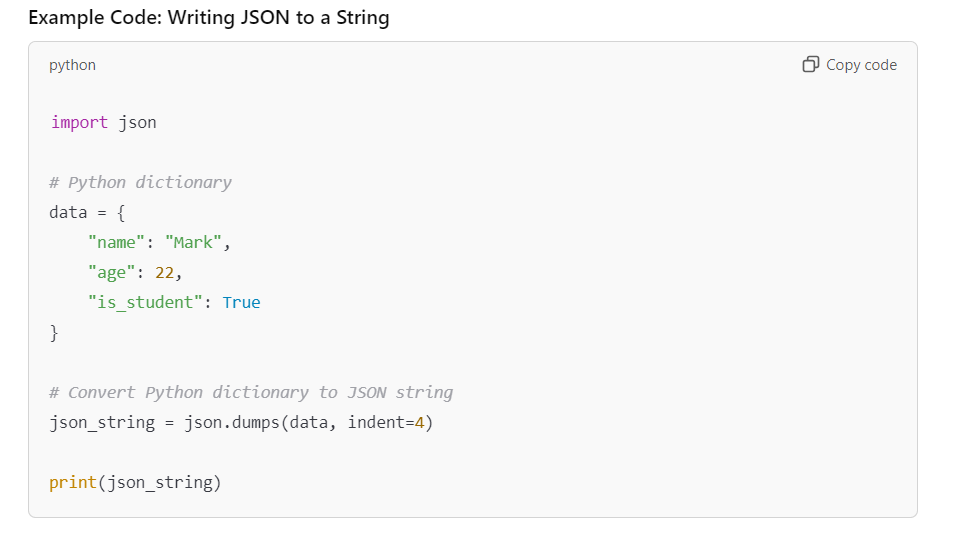 Example Code: Writing JSON to a String
python
Copy code
import json
# Python dictionary
data = {
    "name": "Mark",
    "age": 22,
    "is_student": True
}
# Convert Python dictionary to JSON string
json_string = json.dumps(data, indent=4)
print(json_string)